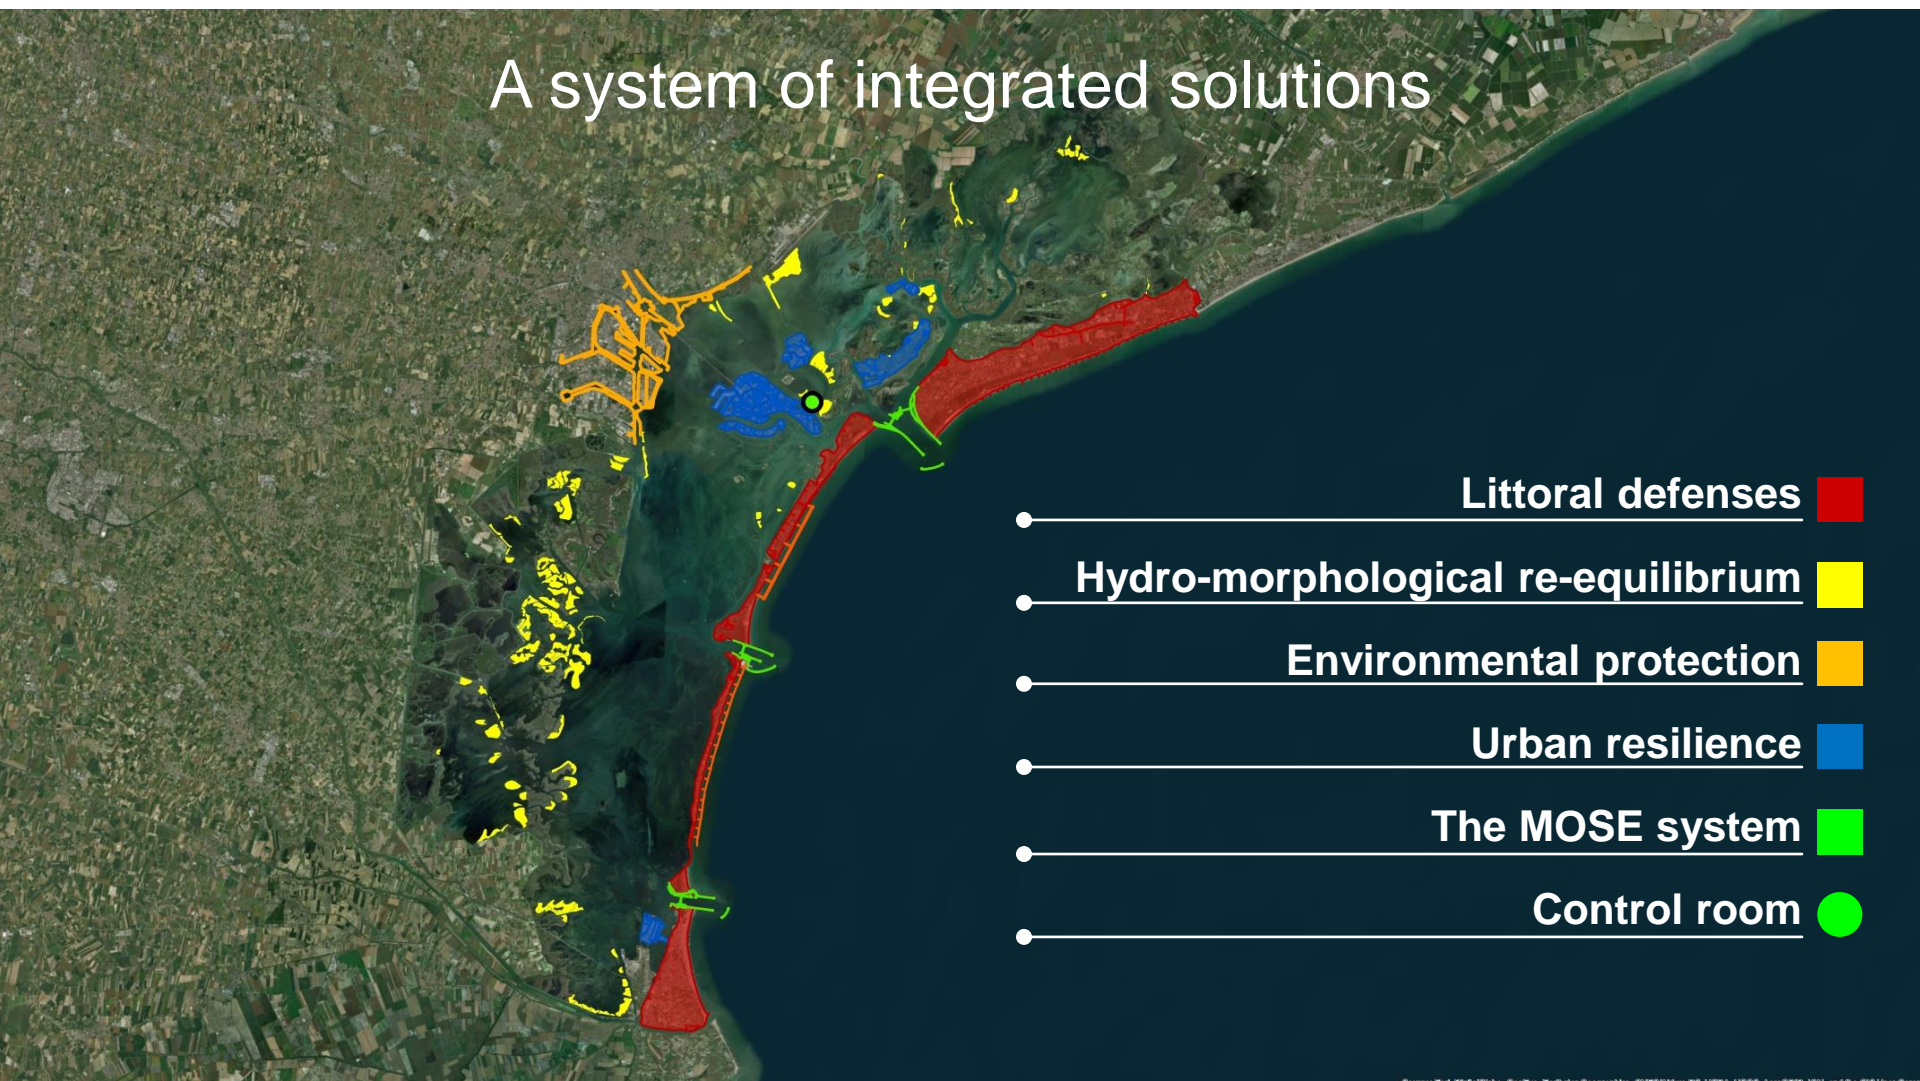 A system of integrated solutions
Littoral defenses
Hydro-morphological re-equilibrium
Environmental protection
Urban resilience
The MOSE system
Control room